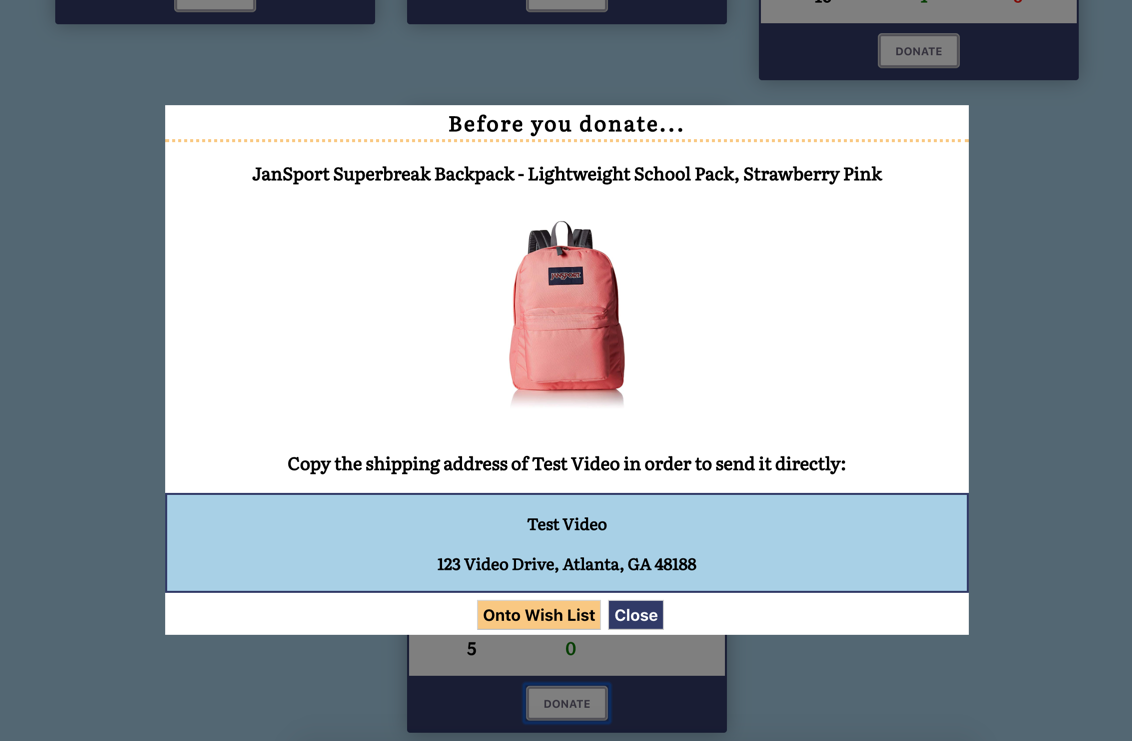 DONATE
Before you donate...
JanSport Superbreak Backpack - Lightweight School Pack, Strawberry Pink
JANSPORT
Copy the shipping address of Test Video in order to send it directly:
Test Video
123 Video Drive, Atlanta, GA 48188
Onto Wish List Close
5 0
DONATE